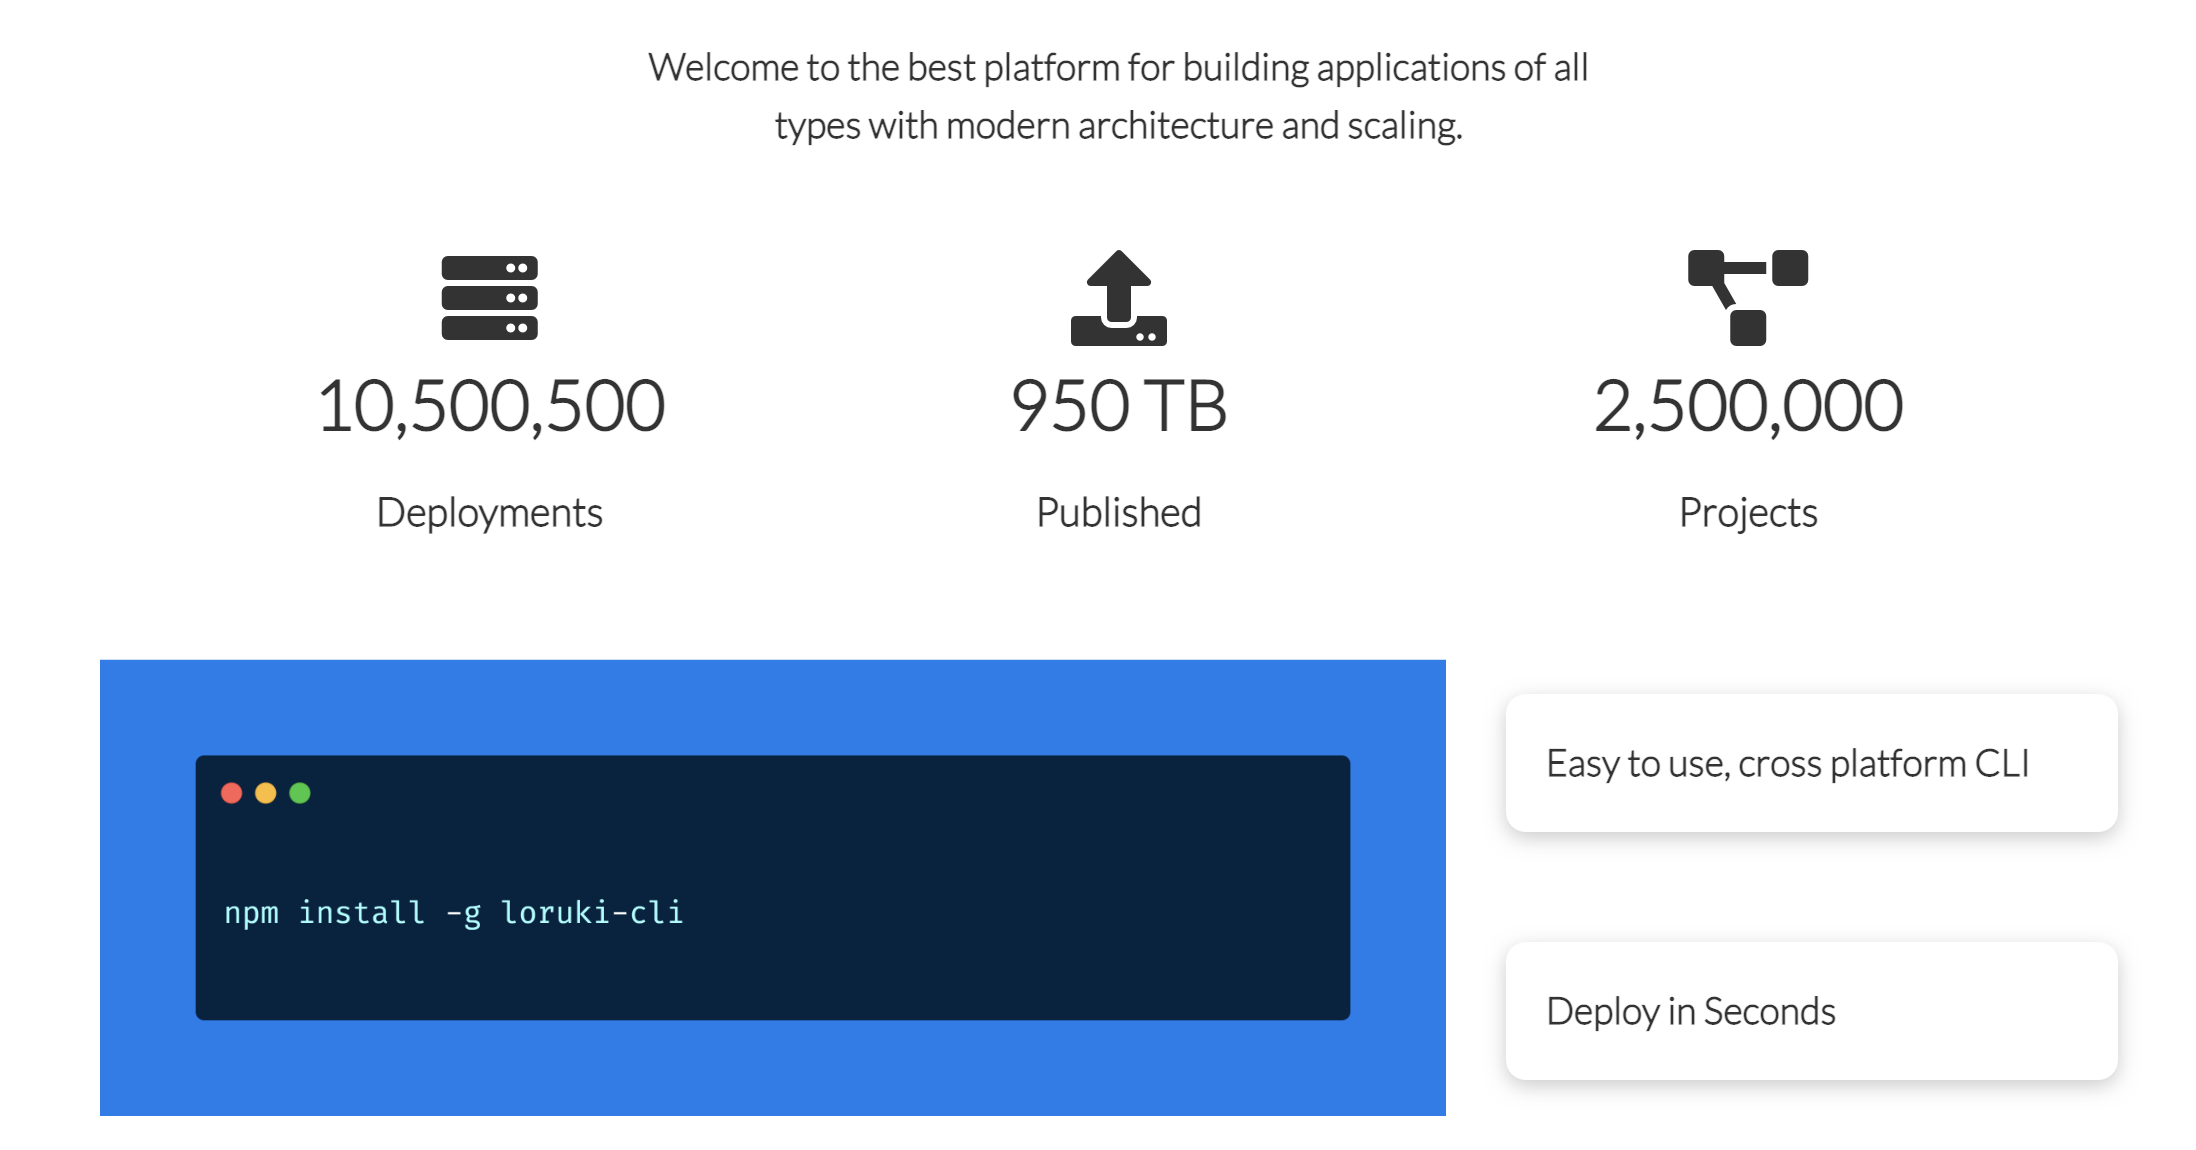 Welcome to the best platform for building applications of all
types with modern architecture and scaling.
10,500,500
Deployments
950 TB
Published
2,500,000
Projects
npm install -g loruki-cli
Easy to use, cross platform CLI
Deploy in Seconds